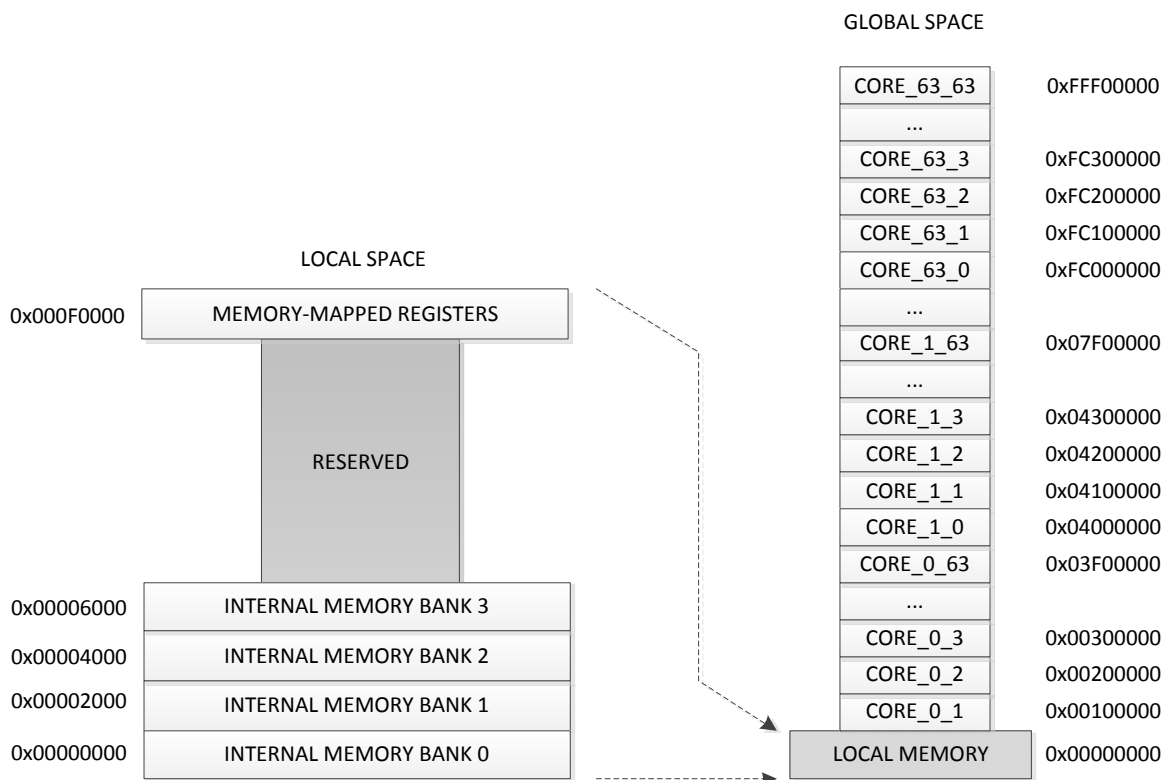 GLOBAL SPACE
CORE_63_63 0xFFF00000
...
CORE_63_3 0xFC300000
CORE_63_2 0xFC200000
CORE_63_1 0xFC100000
CORE_63_0 0xFC000000
...
CORE_1_63 0x07F00000
...
CORE_1_3 0x04300000
CORE_1_2 0x04200000
CORE_1_1 0x04100000
CORE_1_0 0x04000000
CORE_0_63 0x03F00000
...
CORE_0_3 0x00300000
CORE_0_2 0x00200000
CORE_0_1 0x00100000
LOCAL MEMORY 0x00000000
LOCAL SPACE
0x000F0000 MEMORY-MAPPED REGISTERS
RESERVED
0x00006000 INTERNAL MEMORY BANK 3
0x00004000 INTERNAL MEMORY BANK 2
0x00002000 INTERNAL MEMORY BANK 1
0x00000000 INTERNAL MEMORY BANK 0